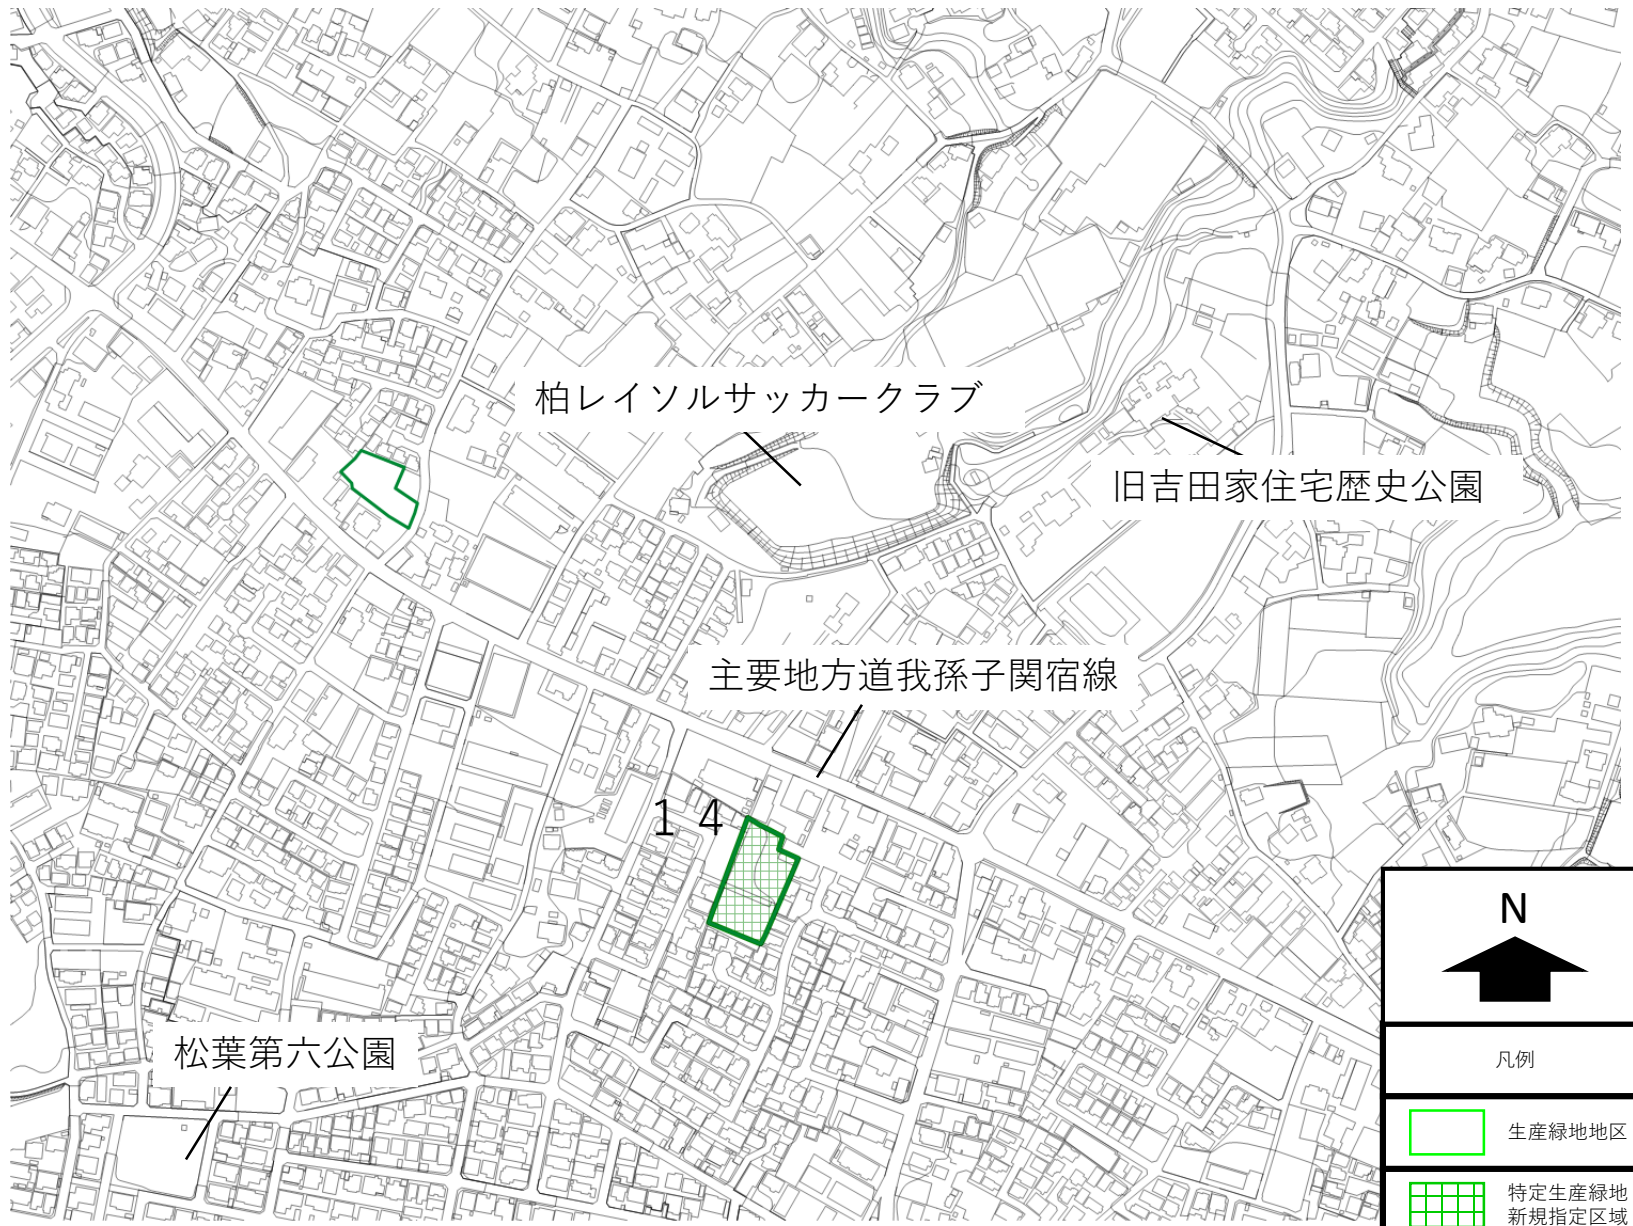 柏レイソルサッカークラブ
旧吉田家住宅歴史公園
主要地方道我孫子関宿線
14
松葉第六公園
N
凡例
生産緑地地区
特定生産緑地
新規指定区域